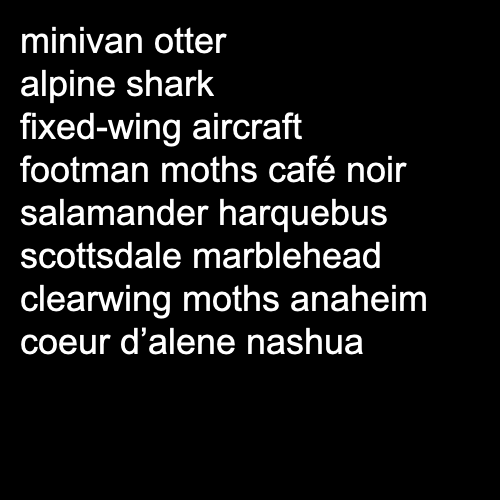 minivan otter
alpine shark
fixed-wing aircraft
footman moths café noir
salamander harquebus
scottsdale marblehead
clearwing moths anaheim
coeur d’alene nashua